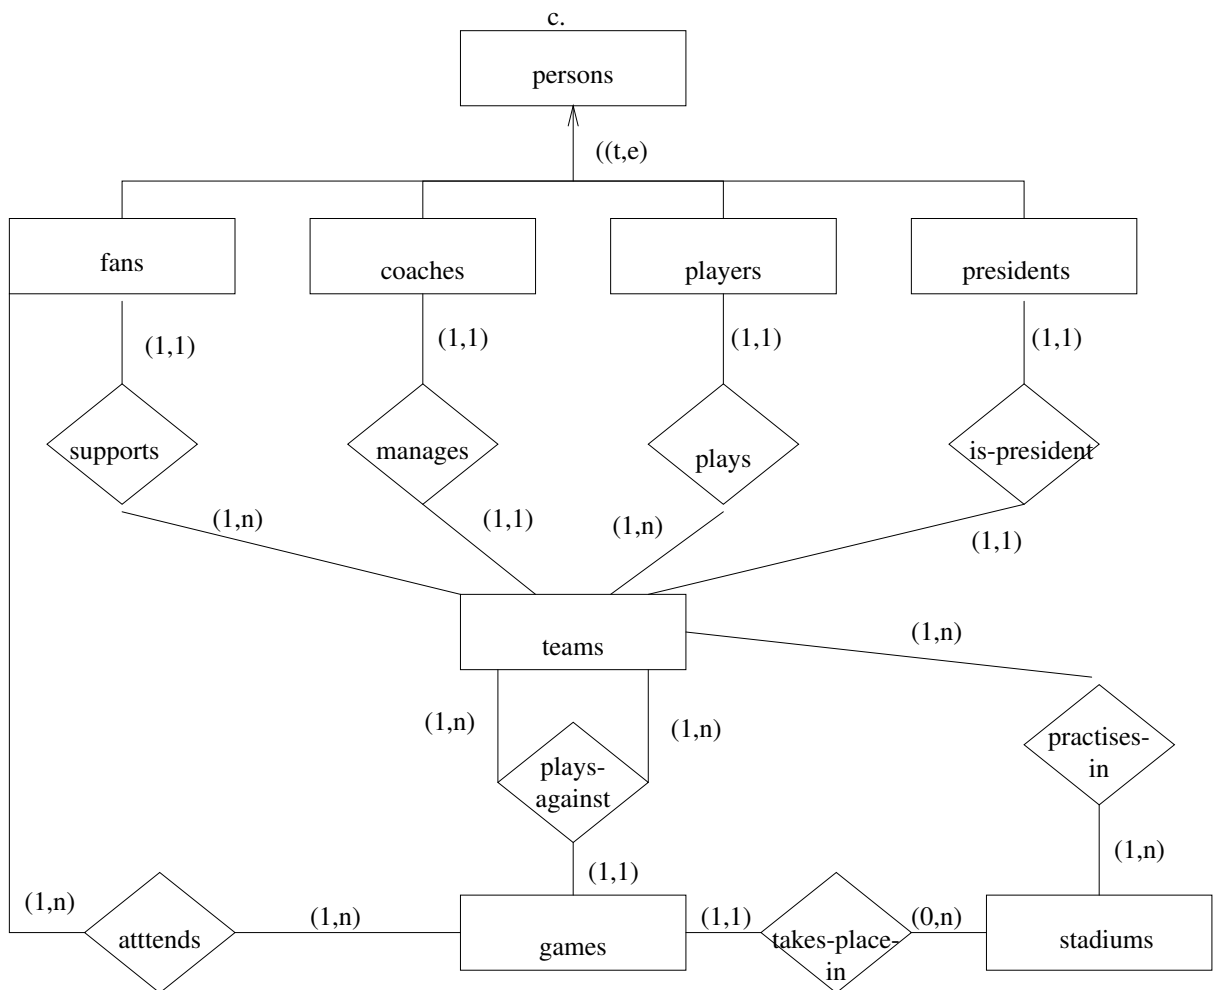 c.
persons
((t,e)
fans
coaches
players
presidents
(1,1)
(1,1)
(1,1)
(1,1)
supports
manages
plays
is-president
(1,n)
(1,1)
(1,n)
(1,1)
teams
(1,n)
(1,n)
(1,n)
plays-
against
practises-
in
(1,1)
(1,n)
(1,n)
(1,n)
(1,1)
(0,n)
atttends
games
takes-place-
in
stadiums